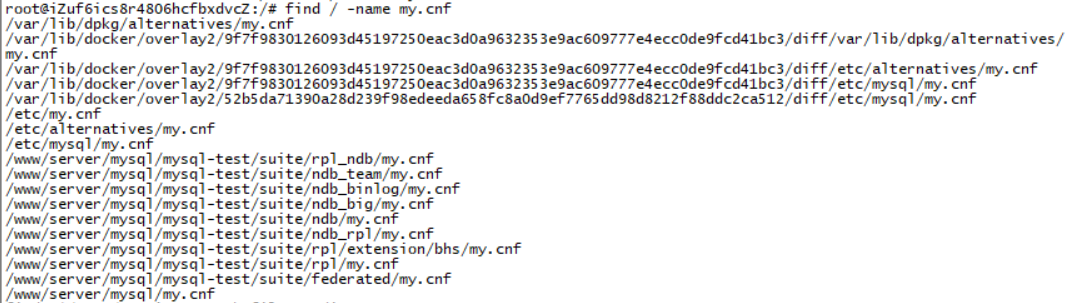 root@iZuf6ics8r4806hcfbxdvcZ:/# find / -name my.cnf
/var/lib/dpkg/alternatives/my.cnf
/var/lib/docker/overlay2/9f7f9830126093d45197250eac3d0a9632353e9ac609777e4ecc0de9fcd41bc3/diff/var/lib/dpkg/alternatives/
my.cnf
/var/lib/docker/overlay2/9f7f9830126093d45197250eac3d0a9632353e9ac609777e4ecc0de9fcd41bc3/diff/etc/alternatives/my.cnf
/var/lib/docker/overlay2/9f7f9830126093d45197250eac3d0a9632353e9ac609777e4ecc0de9fcd41bc3/diff/etc/mysql/my.cnf
/var/lib/docker/overlay2/52b5da71390a28d239f98edeeda658fc8a0d9ef7765dd98d8212f88ddc2ca512/diff/etc/mysql/my.cnf
/etc/my.cnf
/etc/alternatives/my.cnf
/etc/mysql/my.cnf
/www/server/mysql/mysql-test/suite/rpl_ndb/my.cnf
/www/server/mysql/mysql-test/suite/ndb_team/my.cnf
/www/server/mysql/mysql-test/suite/ndb_binlog/my.cnf
/www/server/mysql/mysql-test/suite/ndb_big/my.cnf
/www/server/mysql/mysql-test/suite/ndb/my.cnf
/www/server/mysql/mysql-test/suite/ndb_rpl/my.cnf
/www/server/mysql/mysql-test/suite/rpl/extension/bhs/my.cnf
/www/server/mysql/mysql-test/suite/rpl/my.cnf
/www/server/mysql/mysql-test/suite/federated/my.cnf
/www/server/mysql/my.cnf